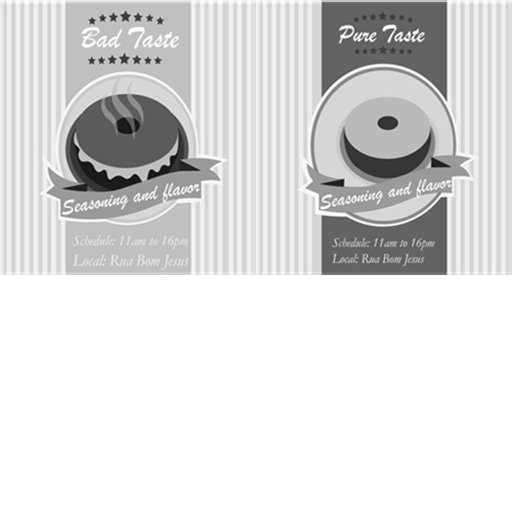 Bad Taste
Seasoning and flavor
Schedule: 11am to 16pm
Local: Rua Bom Jesus
Pure Taste
Seasoning and flavor
Schedule: 11am to 16pm
Local: Rua Bom Jesus